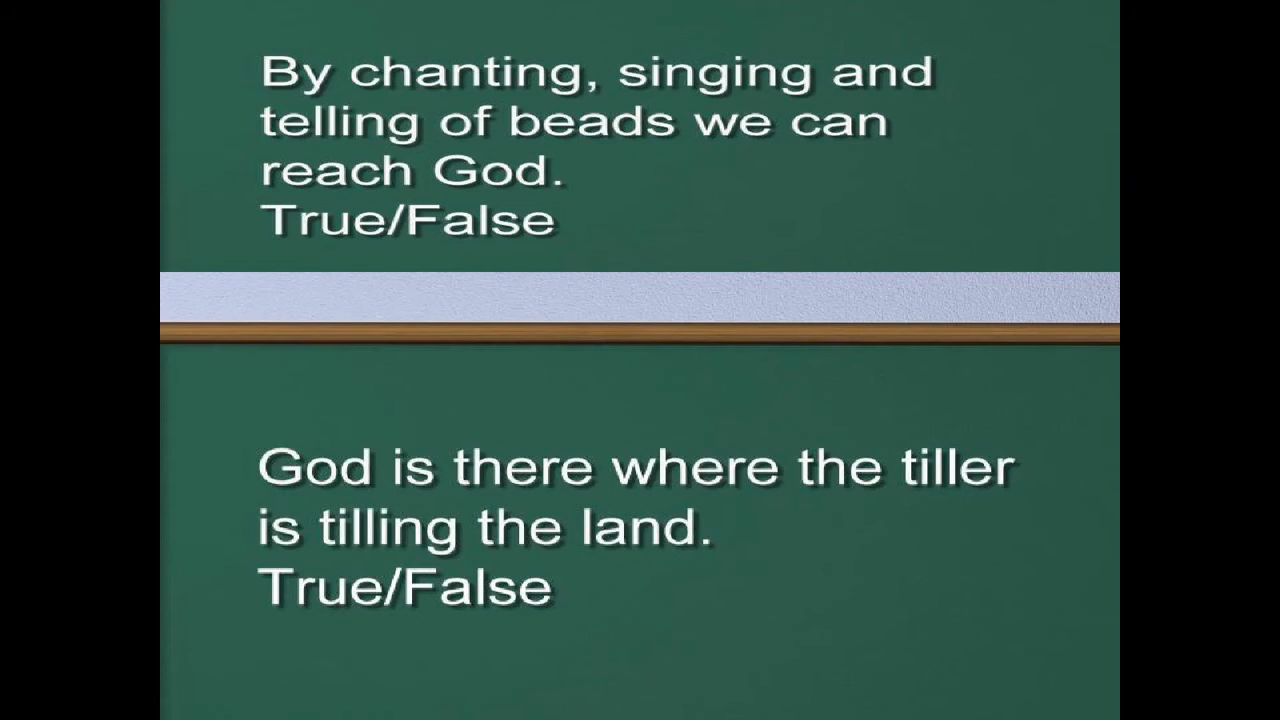 By chanting, singing and
telling of beads we can
reach God.
True/False
God is there where the tiller
is tilling the land.
True/False